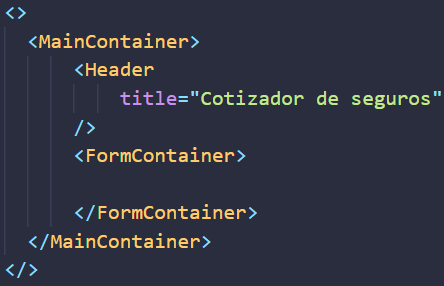 <>
<MainContainer>
<Header
title="Cotizador de seguros"
/>
<FormContainer>
</FormContainer>
</MainContainer>
</>